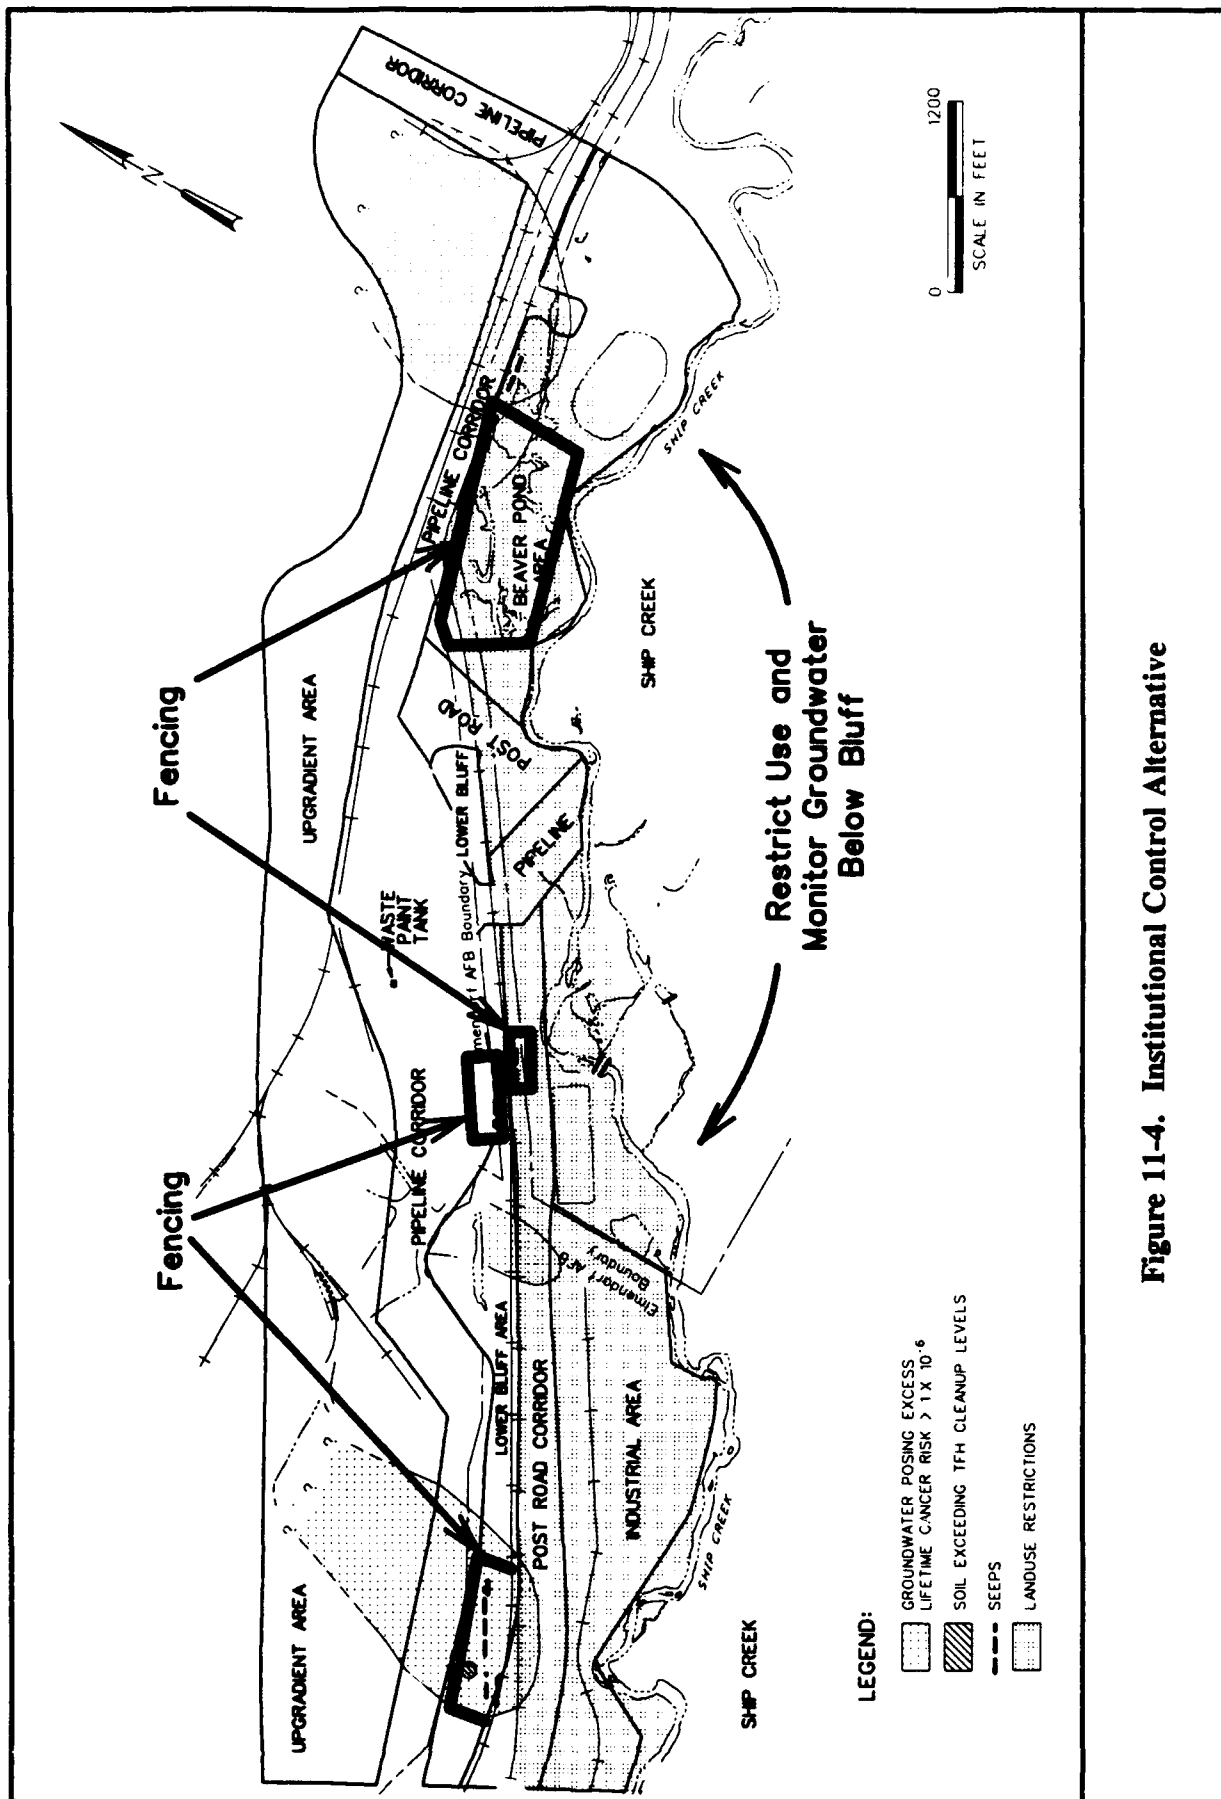 Fencing
Fencing
UPGRADIENT AREA
UPGRADIENT AREA
PIPELINE CORRIDOR
PIPELINE CORRIDOR
PIPELINE CORRIDOR
WASTE
PAINT
TANK
AFB Boundary
LOWER BLUFF
LOWER BLUFF AREA
POST ROAD
POST ROAD CORRIDOR
PIPELINE
BEAVER POND
AREA
INDUSTRIAL AREA
Elmendorf AFB
Boundary
SHIP CREEK
SHIP CREEK
SHIP CREEK
SHIP CREEK
?
?
?
?
?
N
Restrict Use and
Monitor Groundwater
Below Bluff
0 1200
SCALE IN FEET
LEGEND:
GROUNDWATER POSING EXCESS
LIFETIME CANCER RISK > 1 X 10⁻⁶
SOIL EXCEEDING TFH CLEANUP LEVELS
SEEPS
LANDUSE RESTRICTIONS
Figure 11-4. Institutional Control Alternative